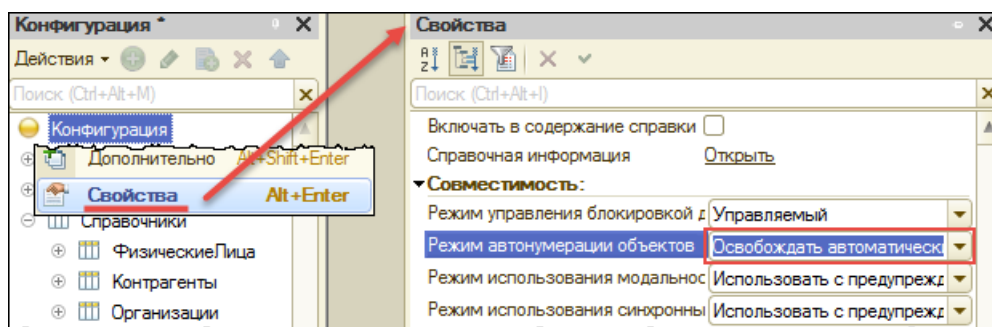 Конфигурация *
Действия
Поиск (Ctrl+Alt+M)
Конфигурация
Дополнительно Alt+Shift+Enter
Свойства Alt+Enter
Справочники
ФизическиеЛица
Контрагенты
Организации
Свойства
Поиск (Ctrl+Alt+I)
Включать в содержание справки
Справочная информация Открыть
Совместимость:
Режим управления блокировкой д Управляемый
Режим автонумерации объектов Освобождать автоматическ
Режим использования модальнос Использовать с предупрежд
Режим использования синхронны Использовать с предупрежд